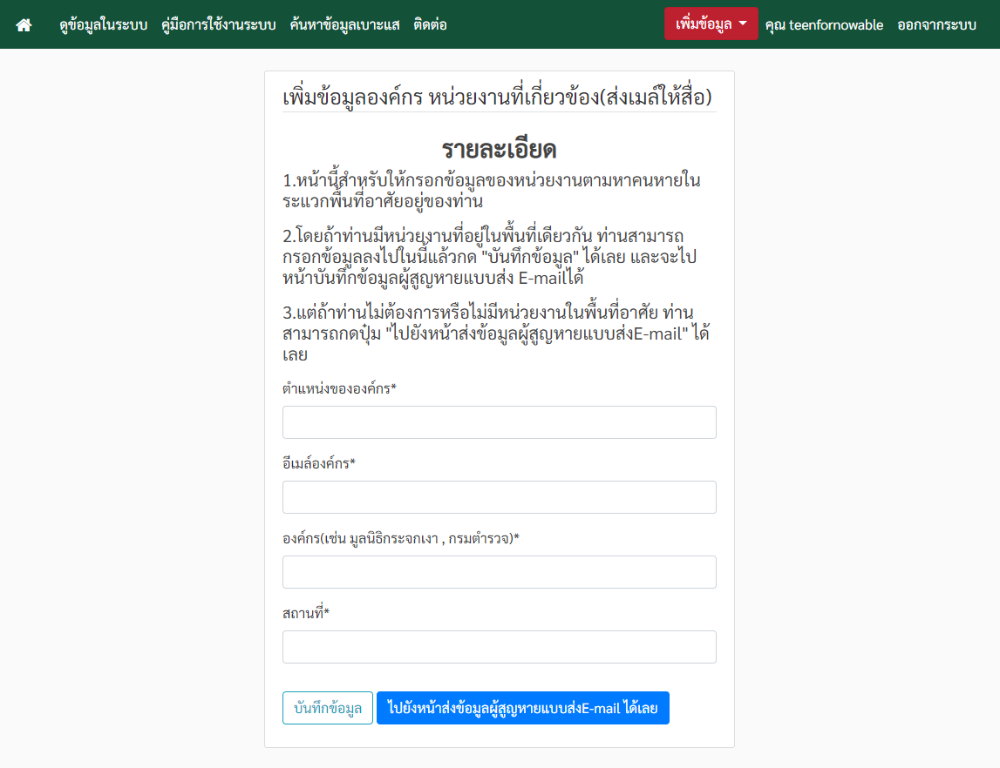 ดูข้อมูลในระบบ คู่มือการใช้งานระบบ ค้นหาข้อมูลเบาะแส ติดต่อ เพิ่มข้อมูล คุณ teenfornowable ออกจากระบบ
เพิ่มข้อมูลองค์กร หน่วยงานที่เกี่ยวข้อง(ส่งเมล์ให้สื่อ)
รายละเอียด
1.หน้านี้สำหรับให้กรอกข้อมูลของหน่วยงานตามหาคนหายใน
ระแวกพื้นที่อาศัยอยู่ของท่าน
2.โดยถ้าท่านมีหน่วยงานที่อยู่ในพื้นที่เดียวกัน ท่านสามารถ
กรอกข้อมูลลงไปในนี้แล้วกด "บันทึกข้อมูล" ได้เลย และจะไป
หน้าบันทึกข้อมูลผู้สูญหายแบบส่ง E-mailได้
3.แต่ถ้าท่านไม่ต้องการหรือไม่มีหน่วยงานในพื้นที่อาศัย ท่าน
สามารถกดปุ่ม "ไปยังหน้าส่งข้อมูลผู้สูญหายแบบส่งE-mail" ได้
เลย
ตำแหน่งขององค์กร*
อีเมล์องค์กร*
องค์กร(เช่น มูลนิธิกระจกเงา , กรมตำรวจ)*
สถานที่*
บันทึกข้อมูล ไปยังหน้าส่งข้อมูลผู้สูญหายแบบส่งE-mail ได้เลย